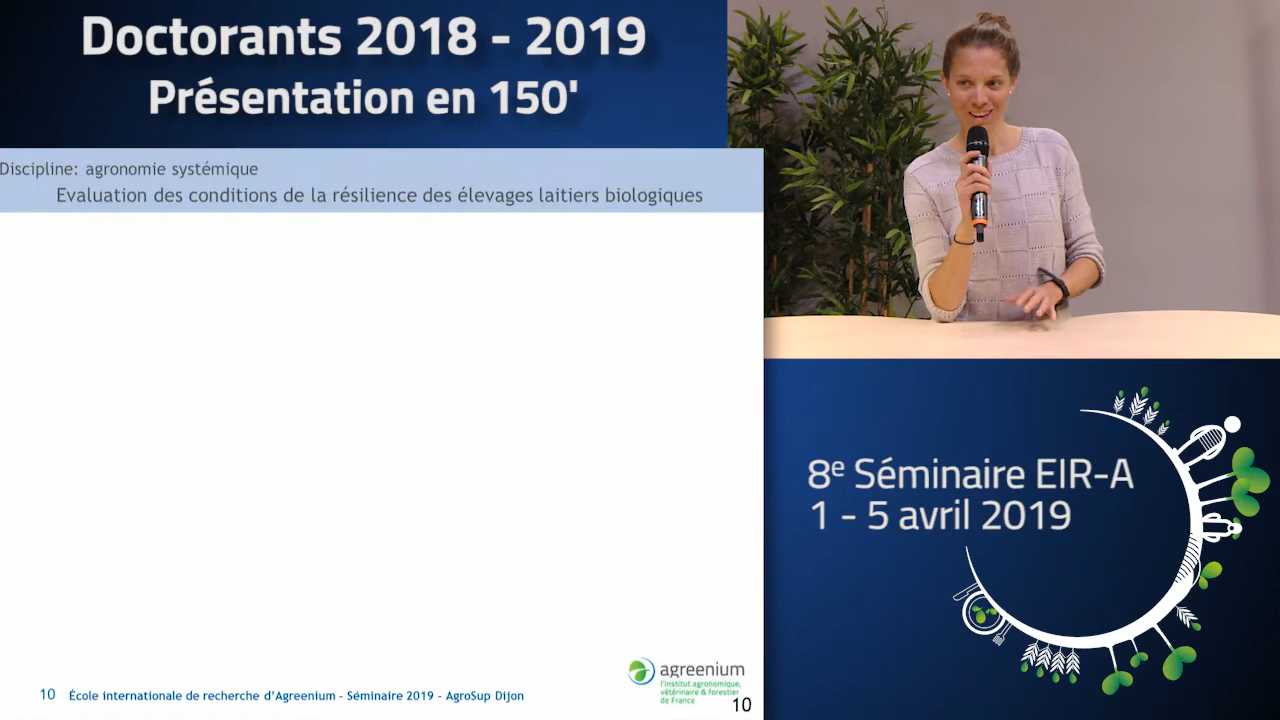 Doctorants 2018 - 2019
Présentation en 150'
Discipline: agronomie systémique
Evaluation des conditions de la résilience des élevages laitiers biologiques
8e Séminaire EIR-A
1 - 5 avril 2019
agreenium
l'institut agronomique,
vétérinaire & forestier
de France
10 École internationale de recherche d'Agreenium - Séminaire 2019 - AgroSup Dijon
10